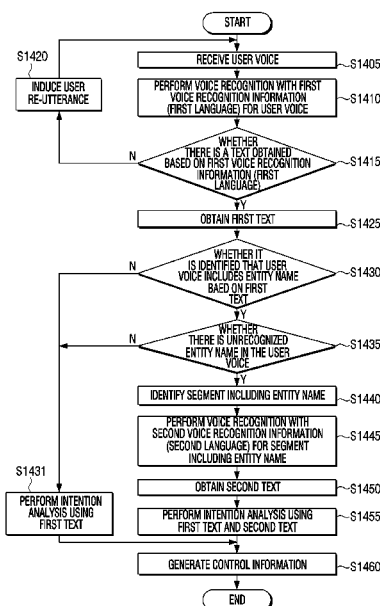 START
RECEIVE USER VOICE
S1405
S1420
INDUCE USER
RE-UTTERANCE
PERFORM VOICE RECOGNITION WITH FIRST
VOICE RECOGNITION INFORMATION
(FIRST LANGUAGE) FOR USER VOICE
S1410
N
WHETHER
THERE IS A TEXT OBTAINED
BASED ON FIRST VOICE RECOGNITION
INFORMATION (FIRST
LANGUAGE)
S1415
Y
OBTAIN FIRST TEXT
S1425
N
WHETHER IT
IS IDENTIFIED THAT USER
VOICE INCLUDES ENTITY NAME
BAED ON FIRST
TEXT
S1430
Y
N
WHETHER
THERE IS UNRECOGNIZED
ENTITY NAME IN THE USER
VOICE
S1435
Y
IDENTIFY SEGMENT INCLUDING ENTITY NAME
S1440
PERFORM VOICE RECOGNITION WITH
SECOND VOICE RECOGNITION INFORMATION
(SECOND LANGUAGE) FOR SEGMENT
INCLUDING ENTITY NAME
S1445
OBTAIN SECOND TEXT
S1450
S1431
PERFORM INTENTION
ANALYSIS USING
FIRST TEXT
PERFORM INTENTION ANALYSIS USING
FIRST TEXT AND SECOND TEXT
S1455
GENERATE CONTROL INFORMATION
S1460
END